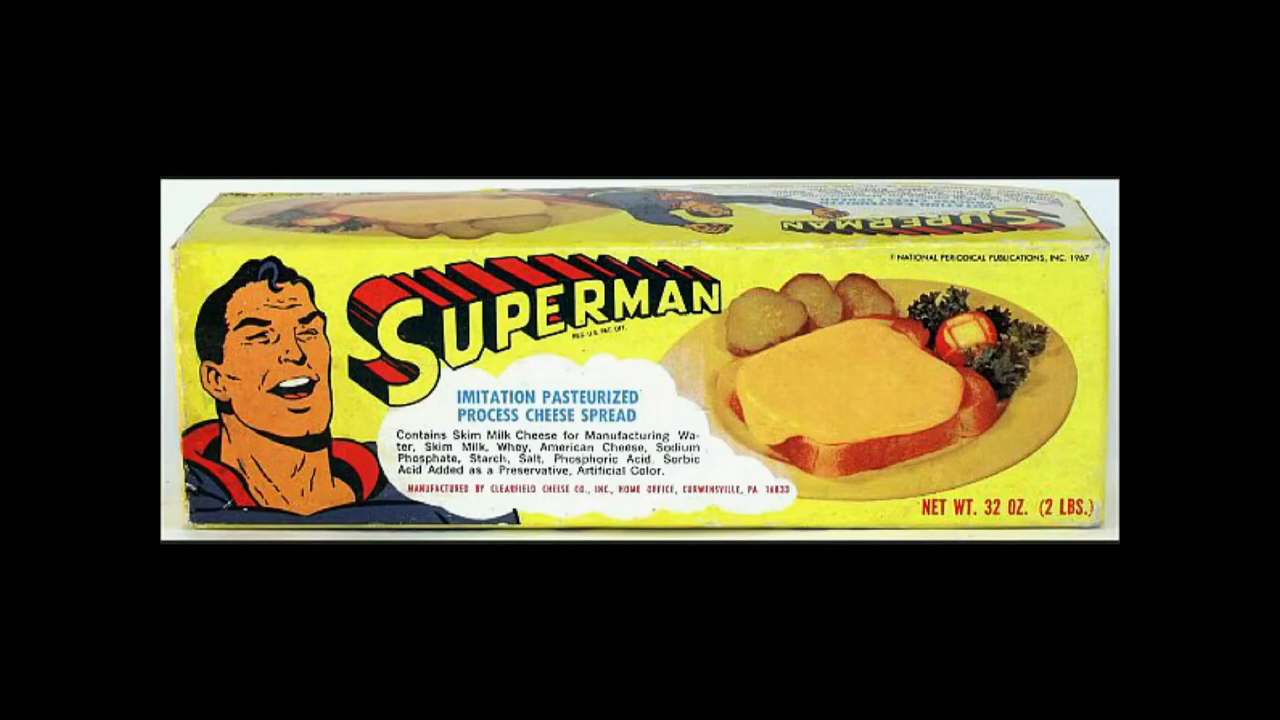 © NATIONAL PERIODICAL PUBLICATIONS, INC. 1967
SUPERMAN
SUPERMAN
REG. U.S. PAT. OFF.
IMITATION PASTEURIZED
PROCESS CHEESE SPREAD
Contains Skim Milk Cheese for Manufacturing Wa-
ter, Skim Milk, Whey, American Cheese, Sodium
Phosphate, Starch, Salt, Phosphoric Acid. Sorbic
Acid Added as a Preservative, Artificial Color.
MANUFACTURED BY CLEARFIELD CHEESE CO., INC., HOME OFFICE, CURWENSVILLE, PA 16833
NET WT. 32 OZ. (2 LBS.)